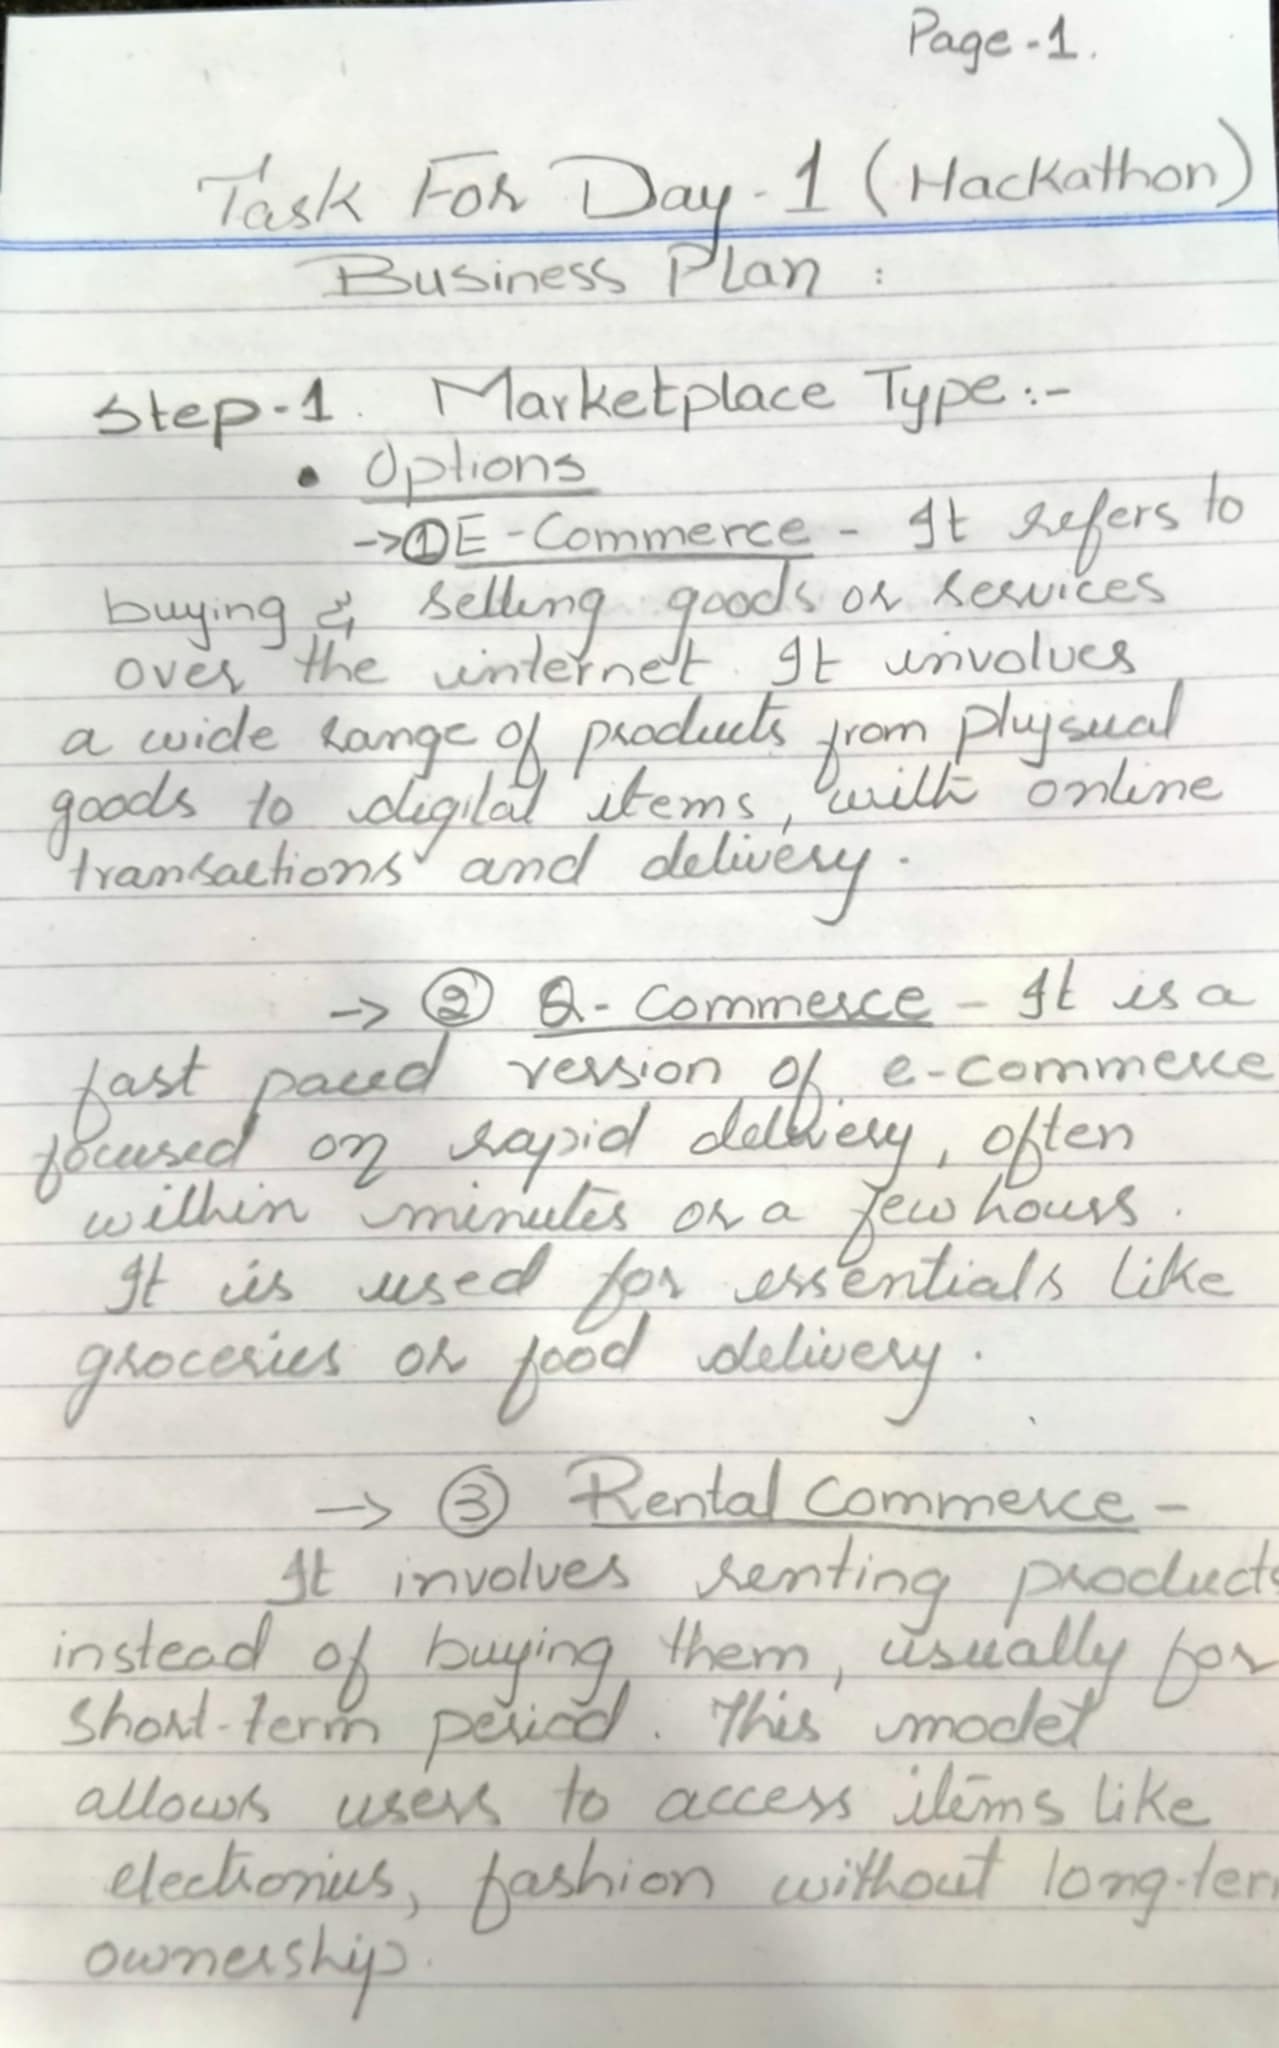 Page-1.
Task For Day-1 (Hackathon)
Business Plan :
Step-1. Marketplace Type:-
• Options
->① E-Commerce - It refers to
buying & selling goods or services
over the internet. It involves
a wide range of products from physical
goods to digital items, with online
transactions and delivery.
-> ② Q-Commerce - It is a
fast paced version of e-commerce
focused on rapid delivery, often
within minutes or a few hours.
It is used for essentials like
groceries or food delivery.
-> ③ Rental Commerce -
It involves renting products
instead of buying them, usually for
short-term period. This model
allows users to access items like
electronics, fashion without long-term
ownership.